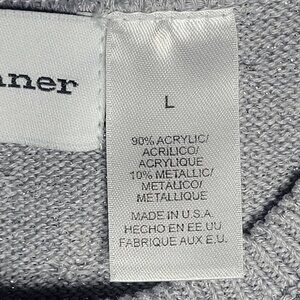 nner
L
90% ACRYLIC/
ACRILICO/
ACRYLIQUE
10% METALLIC/
METALICO/
METALLIQUE
MADE IN U.S.A.
HECHO EN EE.UU
FABRIQUE AUX E.U.